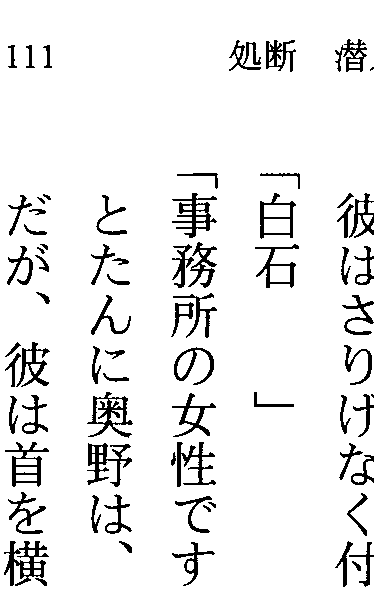 処断 潜
111
彼はさりげなく付
「白石 」
「事務所の女性です
とたんに奥野は、
だが、彼は首を横